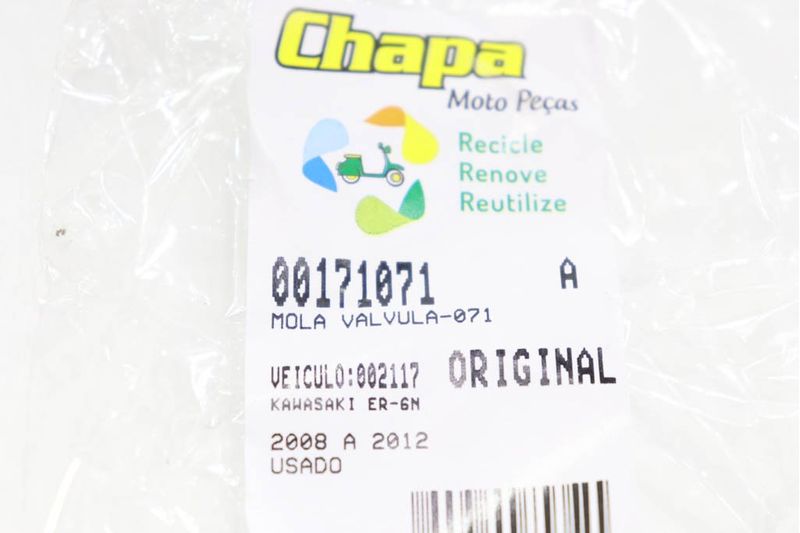 Chapa
Moto Peças
Recicle
Renove
Reutilize
00171071 A
MOLA VALVULA-071
VEICULO:002117 ORIGINAL
KAWASAKI ER-6N
2008 A 2012
USADO